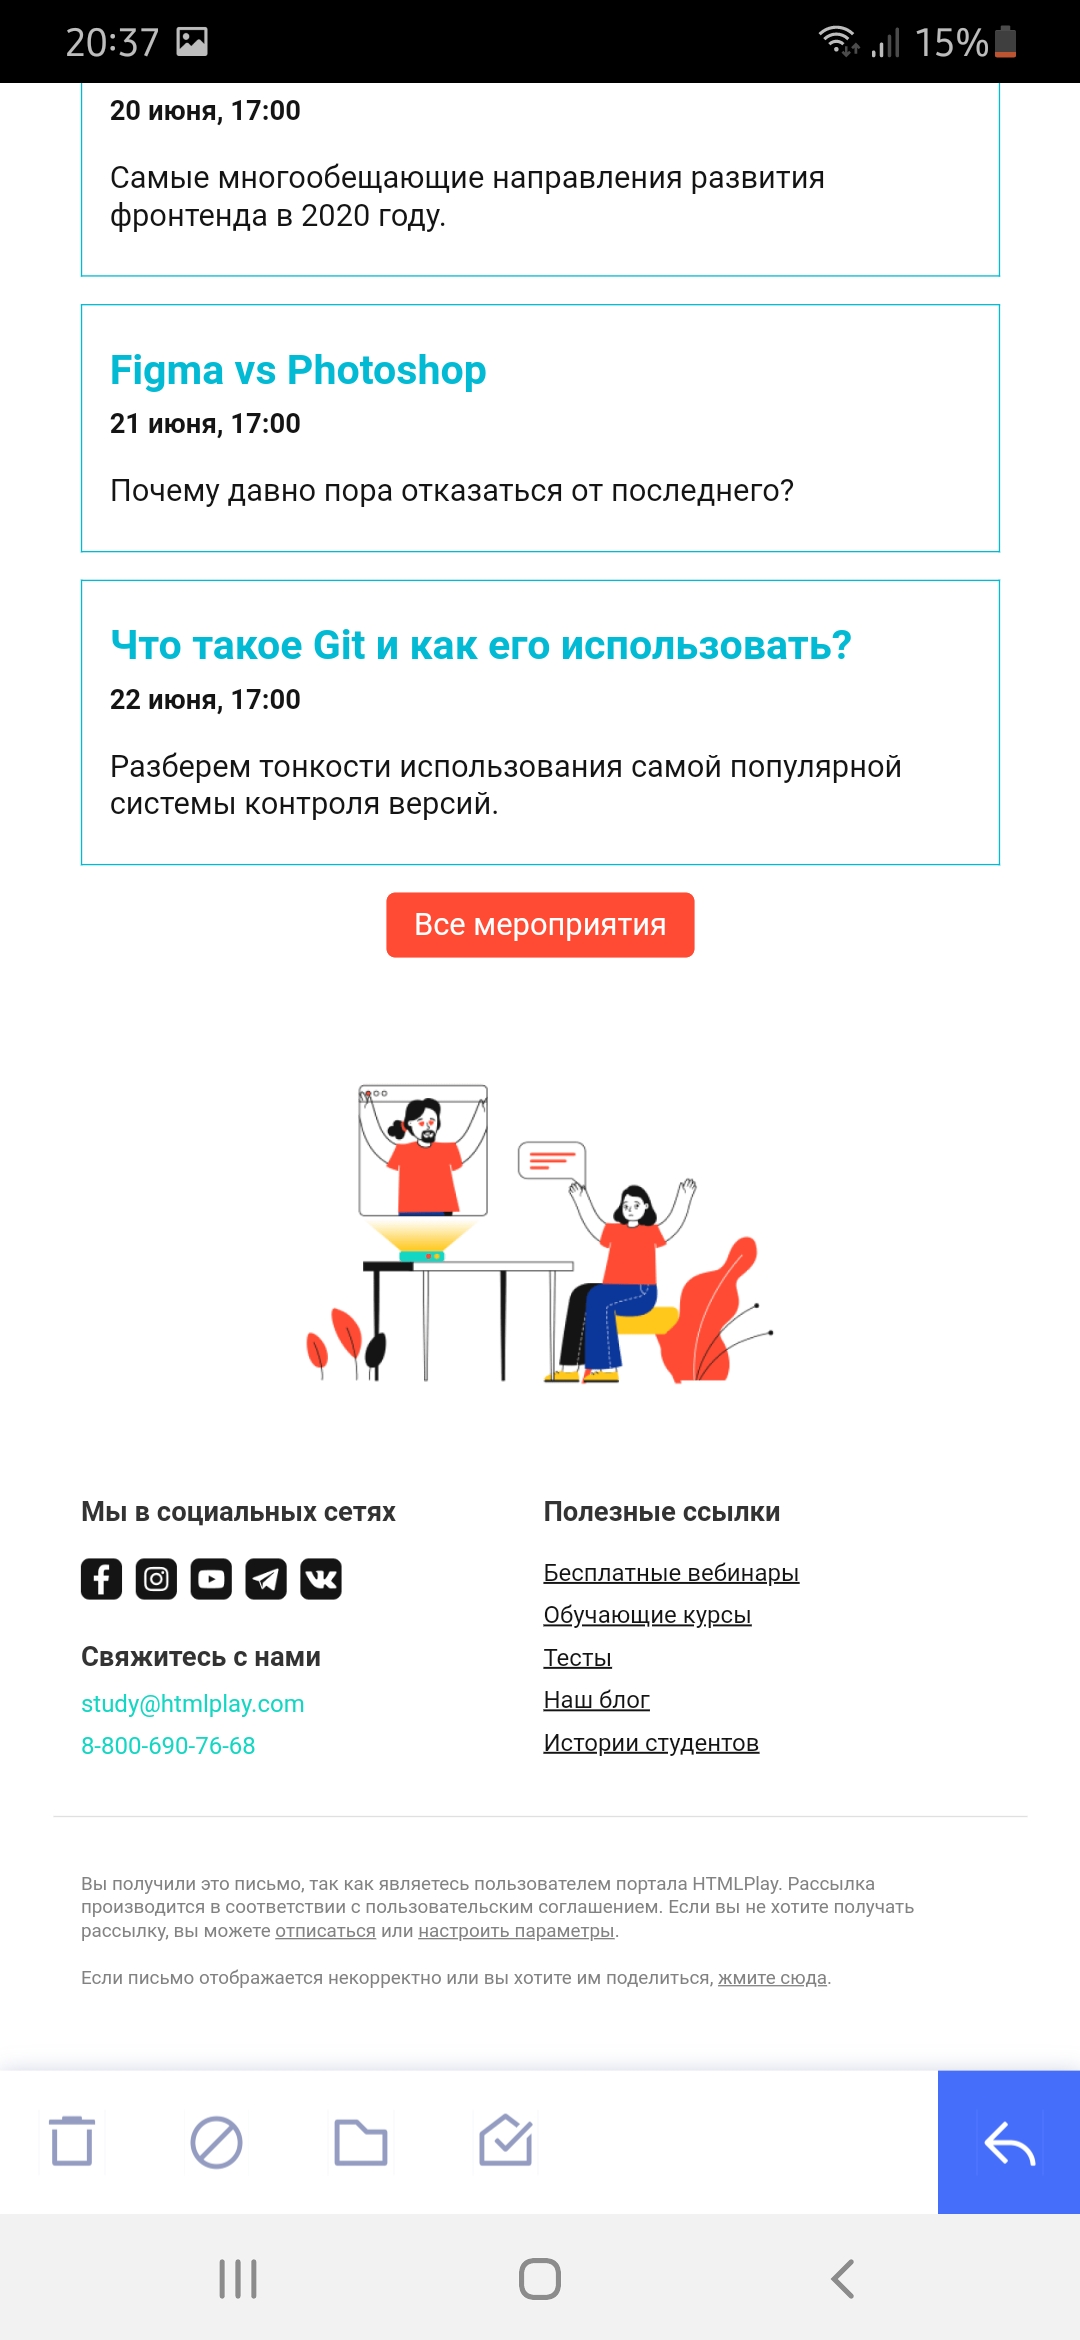 20:37
15%
20 июня, 17:00
Самые многообещающие направления развития
фронтенда в 2020 году.
Figma vs Photoshop
21 июня, 17:00
Почему давно пора отказаться от последнего?
Что такое Git и как его использовать?
22 июня, 17:00
Разберем тонкости использования самой популярной
системы контроля версий.
Все мероприятия
Мы в социальных сетях
Свяжитесь с нами
study@htmlplay.com
8-800-690-76-68
Полезные ссылки
Бесплатные вебинары
Обучающие курсы
Тесты
Наш блог
Истории студентов
Вы получили это письмо, так как являетесь пользователем портала HTMLPlay. Рассылка
производится в соответствии с пользовательским соглашением. Если вы не хотите получать
рассылку, вы можете отписаться или настроить параметры.
Если письмо отображается некорректно или вы хотите им поделиться, жмите сюда.